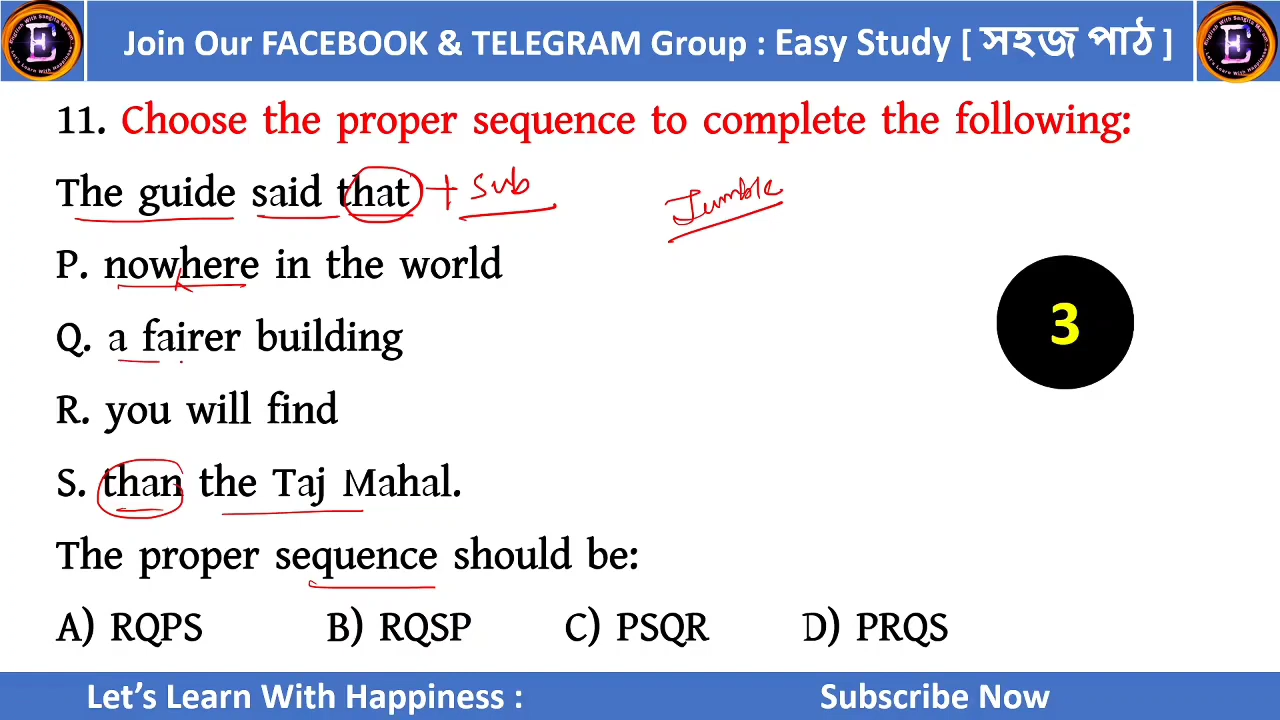 Join Our FACEBOOK & TELEGRAM Group : Easy Study [ সহজ পাঠ ]
11. Choose the proper sequence to complete the following:
The guide said that + Sub
Jumble
P. nowhere in the world
Q. a fairer building
3
R. you will find
S. than the Taj Mahal.
The proper sequence should be:
A) RQPS B) RQSP C) PSQR D) PRQS
Let's Learn With Happiness : Subscribe Now